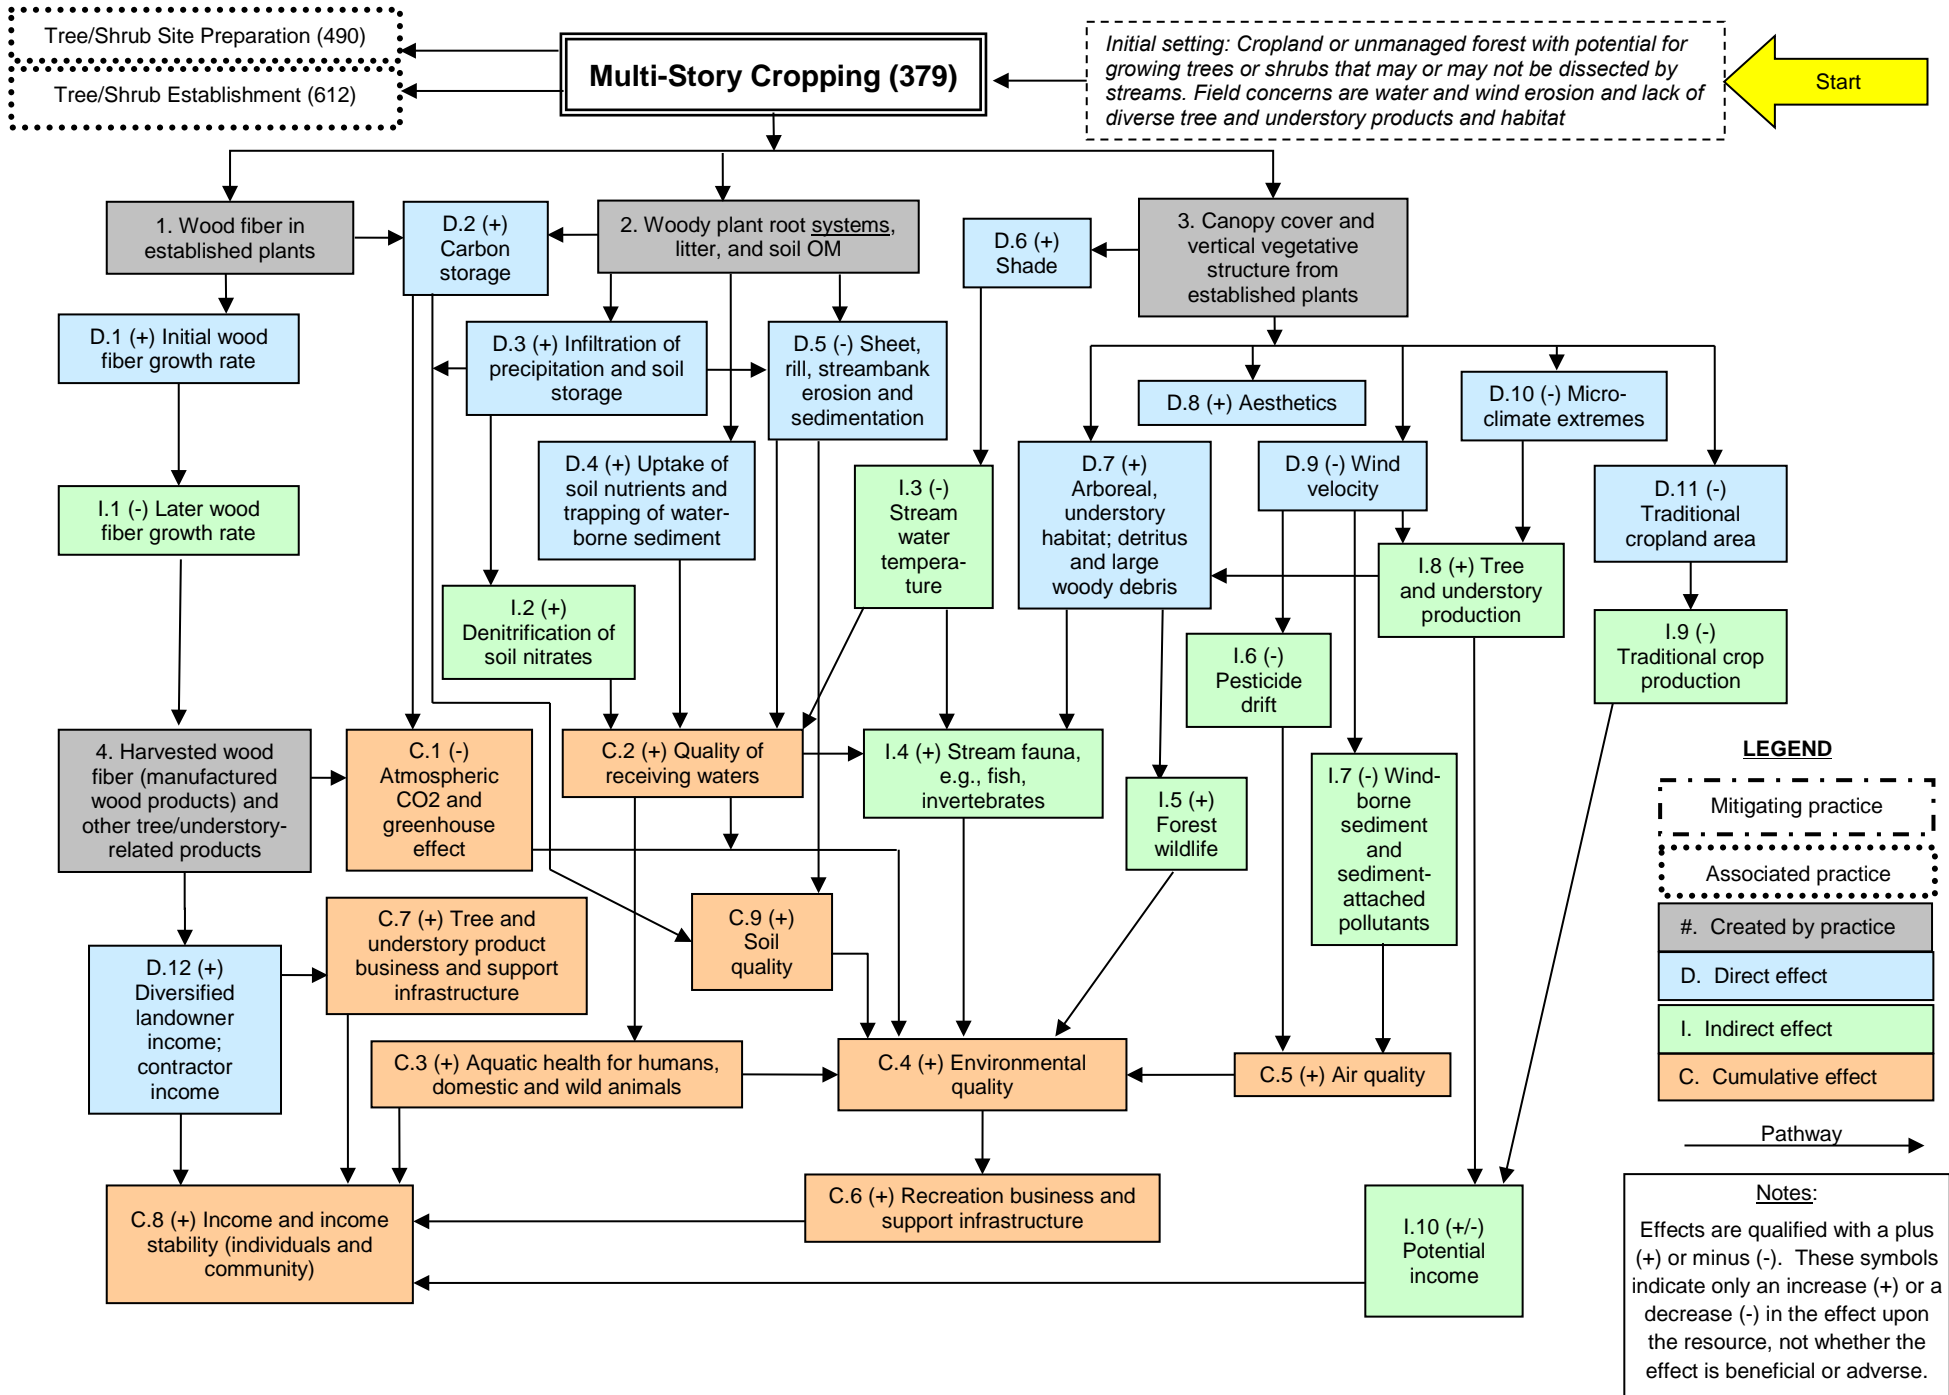 Tree/Shrub Site Preparation (490)
Tree/Shrub Establishment (612)
Multi-Story Cropping (379)
Initial setting: Cropland or unmanaged forest with potential for
growing trees or shrubs that may or may not be dissected by
streams. Field concerns are water and wind erosion and lack of
diverse tree and understory products and habitat
Start
1. Wood fiber in
established plants
D.2 (+)
Carbon
storage
2. Woody plant root systems,
litter, and soil OM
D.6 (+)
Shade
3. Canopy cover and
vertical vegetative
structure from
established plants
D.1 (+) Initial wood
fiber growth rate
D.3 (+) Infiltration of
precipitation and soil
storage
D.5 (-) Sheet,
rill, streambank
erosion and
sedimentation
D.8 (+) Aesthetics
D.10 (-) Micro-
climate extremes
D.4 (+) Uptake of
soil nutrients and
trapping of water-
borne sediment
I.3 (-)
Stream
water
tempera-
ture
D.7 (+)
Arboreal,
understory
habitat; detritus
and large
woody debris
D.9 (-) Wind
velocity
D.11 (-)
Traditional
cropland area
I.1 (-) Later wood
fiber growth rate
I.8 (+) Tree
and understory
production
I.2 (+)
Denitrification of
soil nitrates
I.6 (-)
Pesticide
drift
I.9 (-)
Traditional crop
production
4. Harvested wood
fiber (manufactured
wood products) and
other tree/understory-
related products
C.1 (-)
Atmospheric
CO2 and
greenhouse
effect
C.2 (+) Quality of
receiving waters
I.4 (+) Stream fauna,
e.g., fish,
invertebrates
I.5 (+)
Forest
wildlife
I.7 (-) Wind-
borne
sediment
and
sediment-
attached
pollutants
C.7 (+) Tree and
understory product
business and support
infrastructure
C.9 (+)
Soil
quality
D.12 (+)
Diversified
landowner
income;
contractor
income
C.3 (+) Aquatic health for humans,
domestic and wild animals
C.4 (+) Environmental
quality
C.5 (+) Air quality
C.8 (+) Income and income
stability (individuals and
community)
C.6 (+) Recreation business and
support infrastructure
I.10 (+/-)
Potential
income
LEGEND
Mitigating practice
Associated practice
#. Created by practice
D. Direct effect
I. Indirect effect
C. Cumulative effect
Pathway
Notes:
Effects are qualified with a plus
(+) or minus (-). These symbols
indicate only an increase (+) or a
decrease (-) in the effect upon
the resource, not whether the
effect is beneficial or adverse.